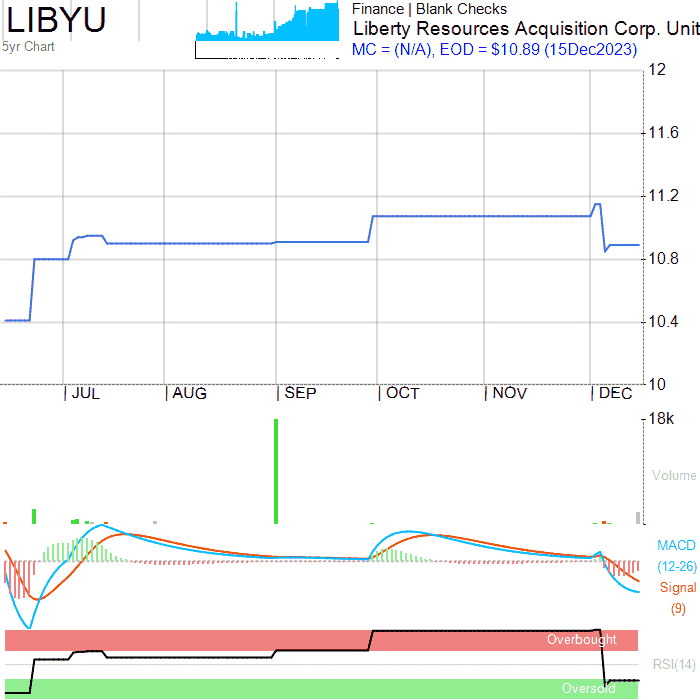 LIBYU
5yr Chart
Finance | Blank Checks
Liberty Resources Acquisition Corp. Unit
MC = (N/A), EOD = $10.89 (15Dec2023)
12
11.6
11.2
10.8
10.4
10
JUL AUG SEP OCT NOV DEC
18k
Volume
MACD
(12-26)
Signal
(9)
Overbought
RSI(14)
Oversold